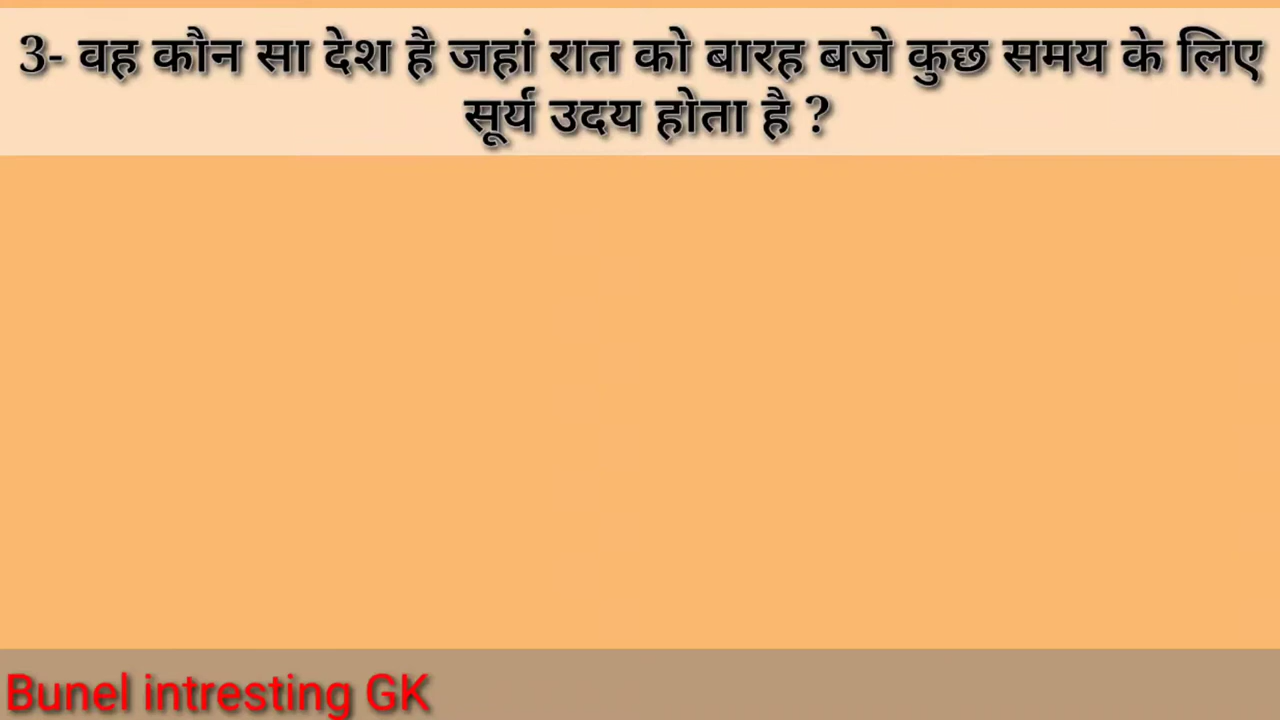 3- वह कौन सा देश है जहां रात को बारह बजे कुछ समय के लिए
सूर्य उदय होता है ?
Bunel intresting GK